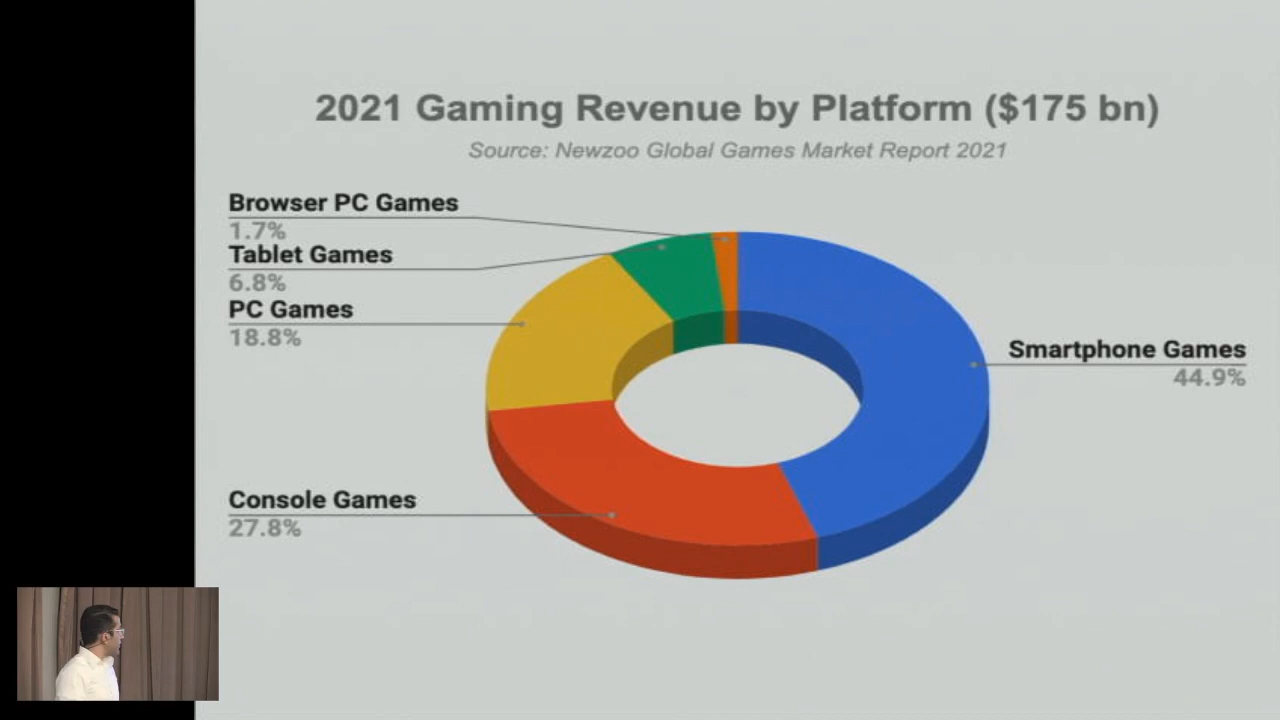 2021 Gaming Revenue by Platform ($175 bn)
Source: Newzoo Global Games Market Report 2021
Browser PC Games
1.7%
Tablet Games
6.8%
PC Games
18.8%
Smartphone Games
44.9%
Console Games
27.8%